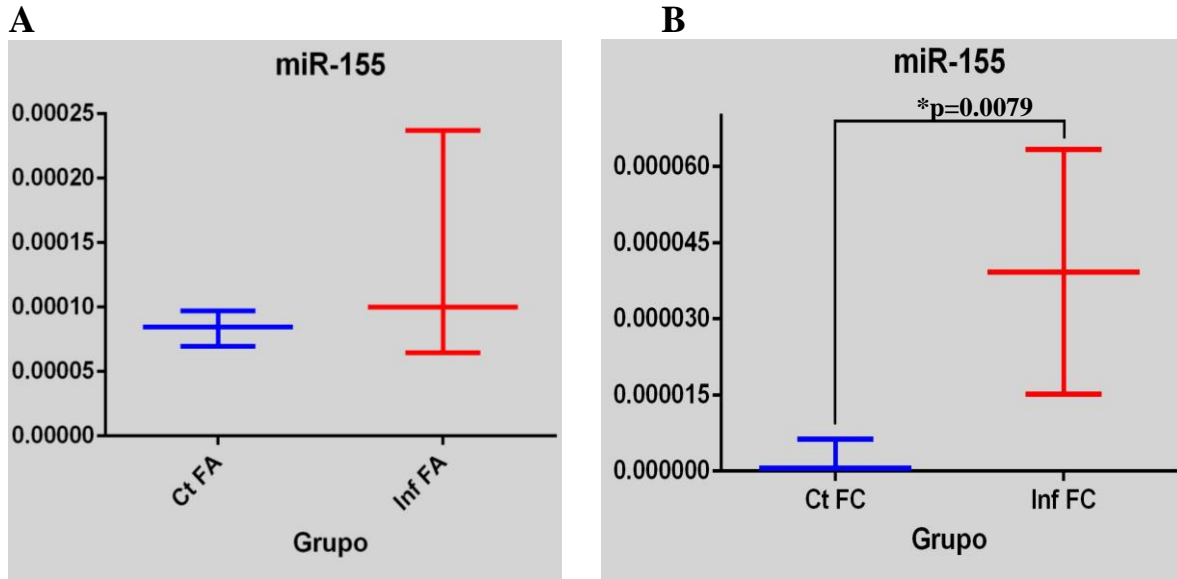 A
miR-155
0.00025
0.00020
0.00015
0.00010
0.00005
0.00000
Ct FA
Inf FA
Grupo
B
miR-155
*p=0.0079
0.000060
0.000045
0.000030
0.000015
0.000000
Ct FC
Inf FC
Grupo